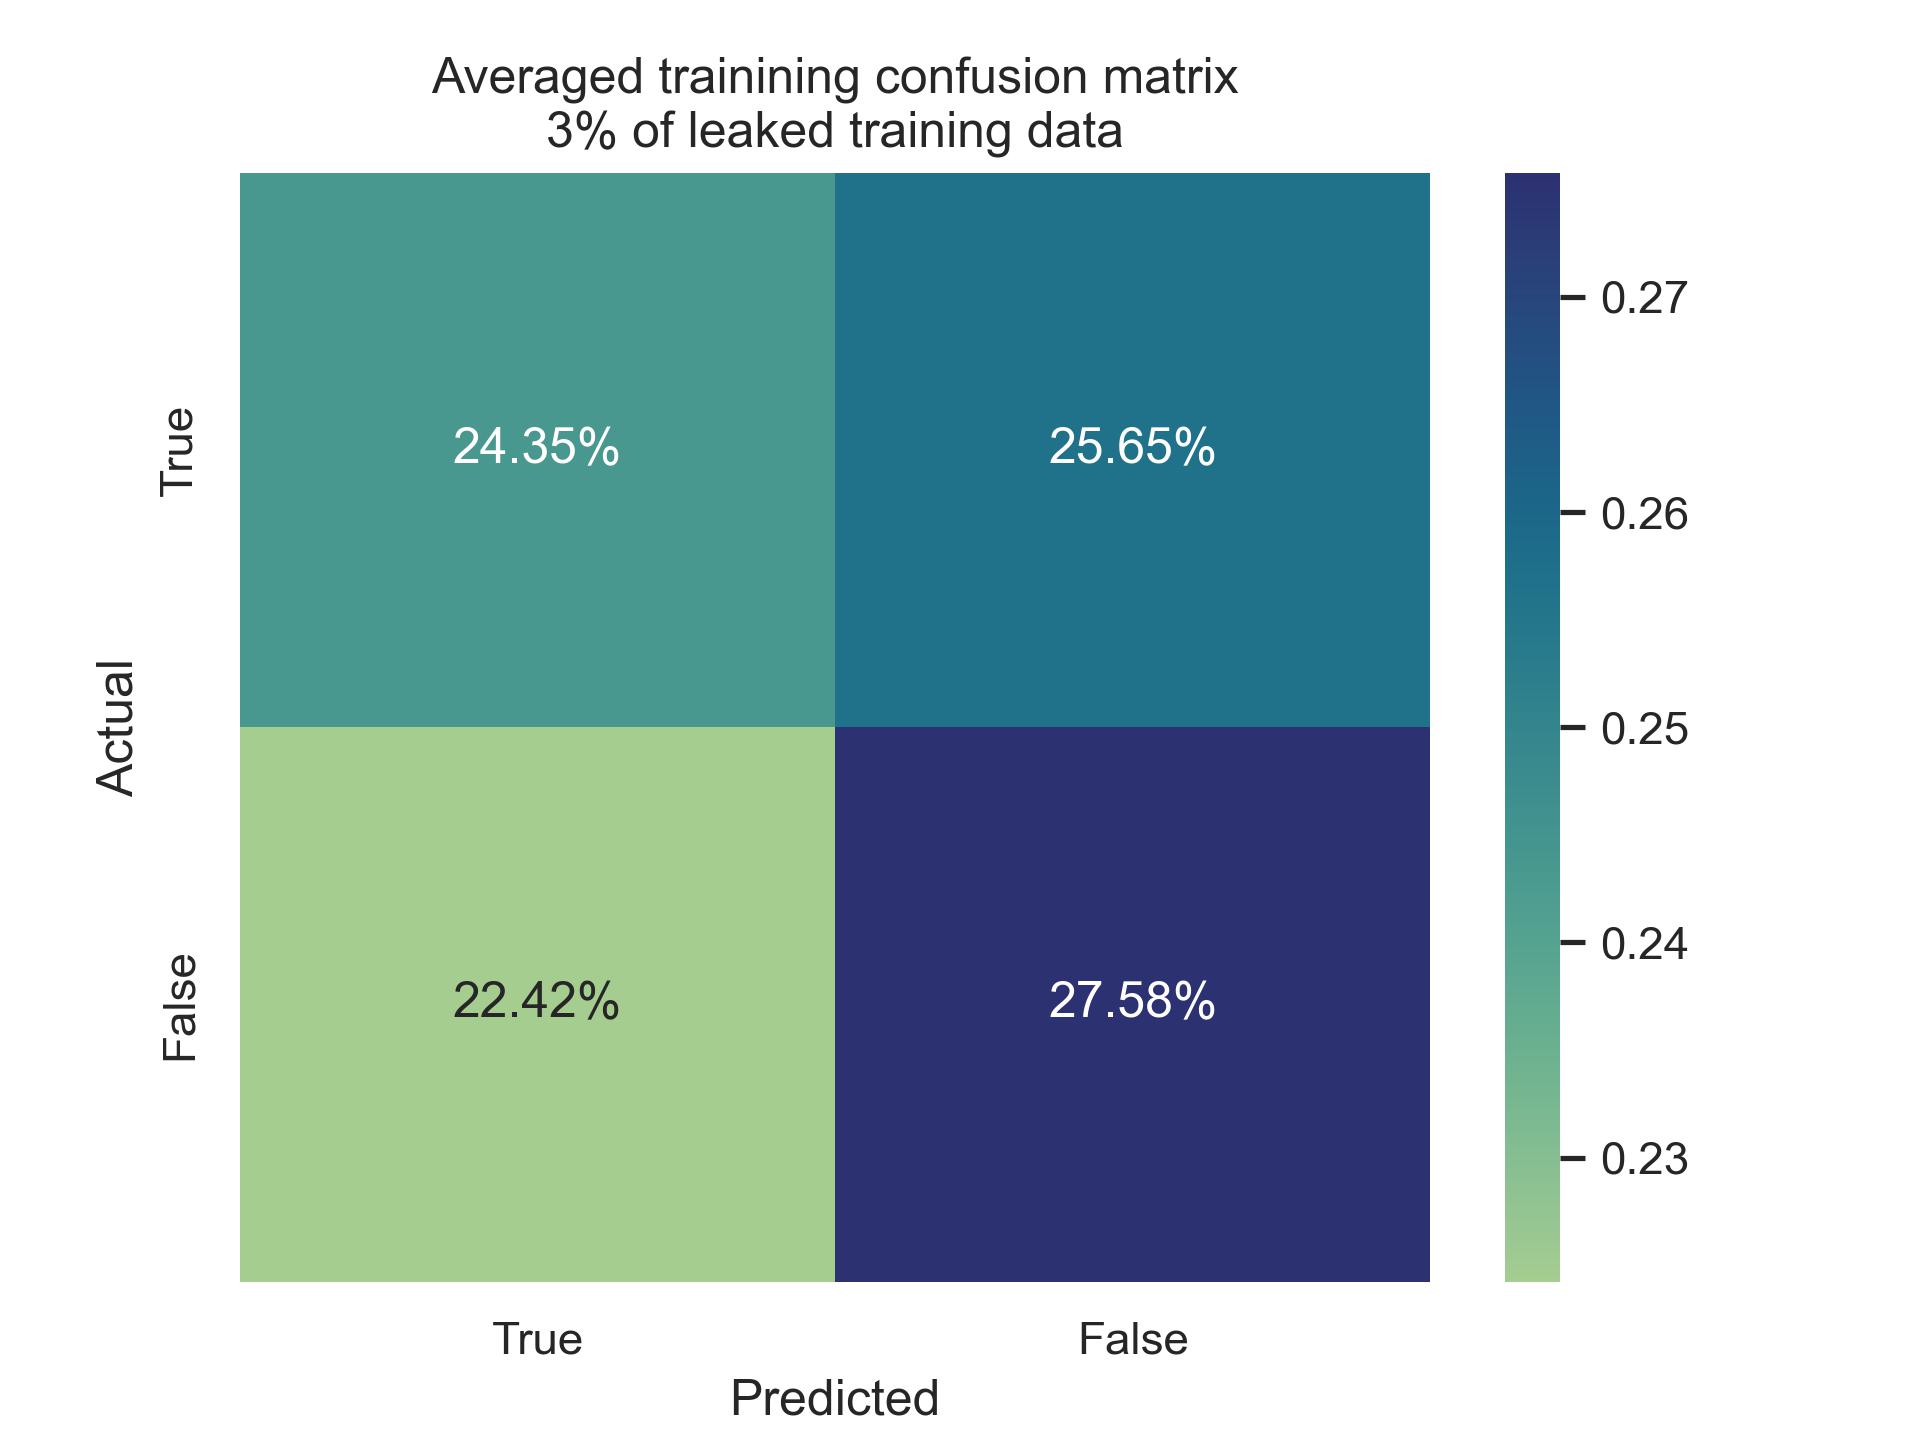 Averaged trainining confusion matrix
3% of leaked training data
Actual
True
False
24.35%
25.65%
22.42%
27.58%
True
False
Predicted
0.27
0.26
0.25
0.24
0.23